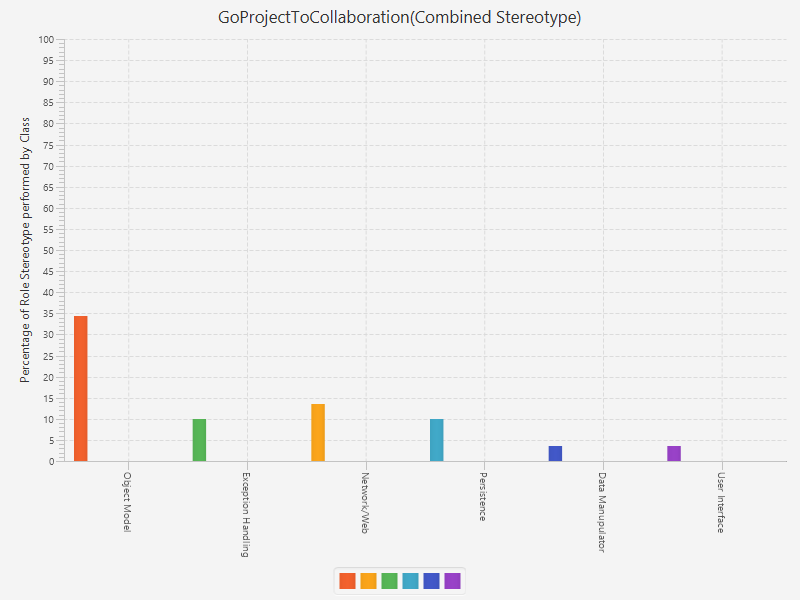 GoProjectToCollaboration(Combined Stereotype)
Percentage of Role Stereotype performed by Class
100
95
90
85
80
75
70
65
60
55
50
45
40
35
30
25
20
15
10
5
0
Object Model
Exception Handling
Network/Web
Persistence
Data Manupulator
User Interface